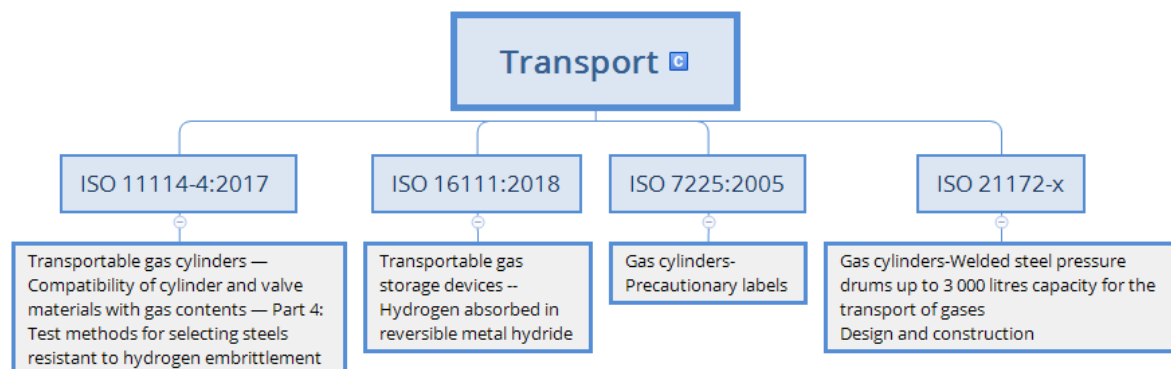 Transport C
ISO 11114-4:2017
ISO 16111:2018
ISO 7225:2005
ISO 21172-x
Transportable gas cylinders —
Compatibility of cylinder and valve
materials with gas contents — Part 4:
Test methods for selecting steels
resistant to hydrogen embrittlement
Transportable gas
storage devices --
Hydrogen absorbed in
reversible metal hydride
Gas cylinders-
Precautionary labels
Gas cylinders-Welded steel pressure
drums up to 3 000 litres capacity for the
transport of gases
Design and construction